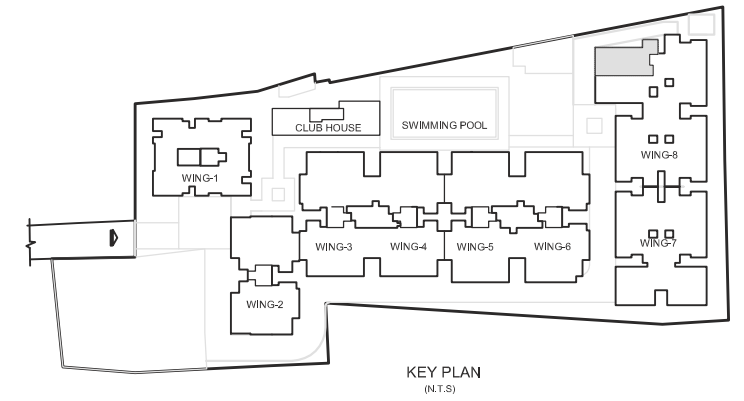 CLUB HOUSE
SWIMMING POOL
WING-8
WING-1
WING-3
WING-4
WING-5
WING-6
WING-7
WING-2
KEY PLAN
(N.T.S)